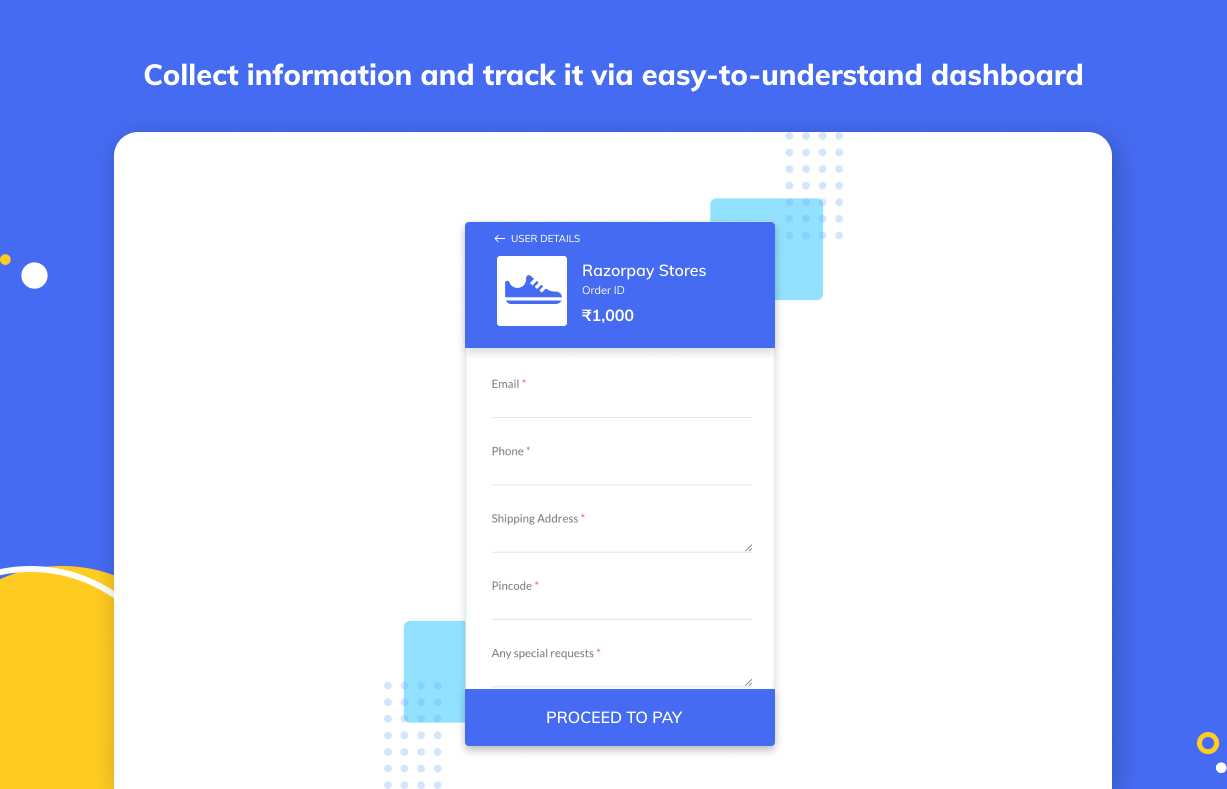 Collect information and track it via easy-to-understand dashboard
← USER DETAILS
Razorpay Stores
Order ID
₹1,000
Email *
Phone *
Shipping Address *
Pincode *
Any special requests *
PROCEED TO PAY